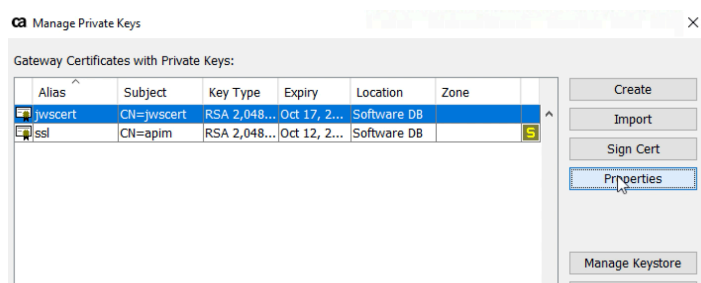 ca Manage Private Keys
Gateway Certificates with Private Keys:
Alias Subject Key Type Expiry Location Zone
jwscert CN=jwscert RSA 2,048... Oct 17, 2... Software DB
ssl CN=apim RSA 2,048... Oct 12, 2... Software DB S
Create
Import
Sign Cert
Properties
Manage Keystore